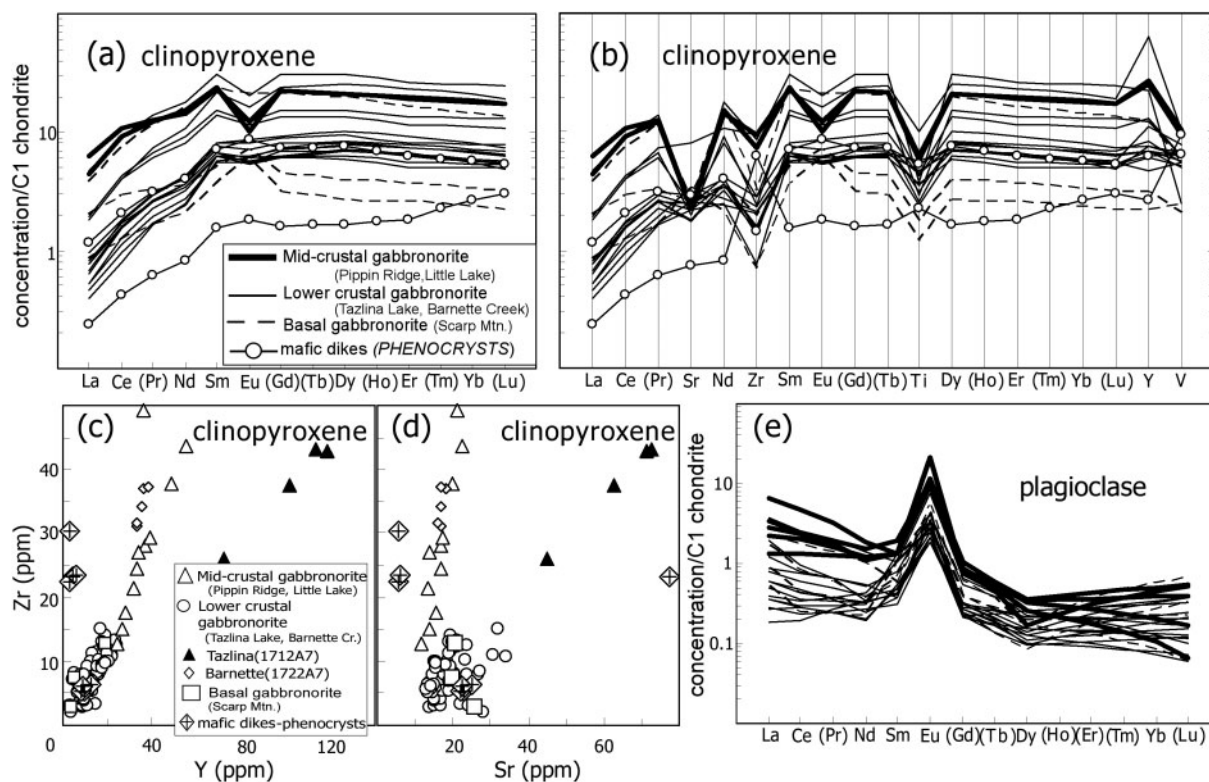 (a) clinopyroxene
concentration/C1 chondrite
10
1
Mid-crustal gabbronorite
(Pippin Ridge,Little Lake)
Lower crustal gabbronorite
(Tazlina Lake, Barnette Creek)
Basal gabbronorite (Scarp Mtn.)
mafic dikes (PHENOCRYSTS)
La Ce (Pr) Nd Sm Eu (Gd)(Tb) Dy (Ho) Er (Tm) Yb (Lu)
(b) clinopyroxene
concentration/C1 chondrite
10
1
La Ce (Pr) Sr Nd Zr Sm Eu (Gd) (Tb) Ti Dy (Ho) Er (Tm) Yb (Lu) Y V
(c) clinopyroxene
Zr (ppm)
40
30
20
10
0 40 80 120
Y (ppm)
Mid-crustal gabbronorite
(Pippin Ridge, Little Lake)
Lower crustal
gabbronorite
(Tazlina Lake, Barnette Cr.)
Tazlina(1712A7)
Barnette(1722A7)
Basal gabbronorite
(Scarp Mtn.)
mafic dikes-phenocrysts
(d) clinopyroxene
20 40 60
Sr (ppm)
(e)
plagioclase
concentration/C1 chondrite
10
1
0.1
La Ce (Pr) Nd Sm Eu (Gd)(Tb) Dy (Ho)(Er) (Tm) Yb (Lu)